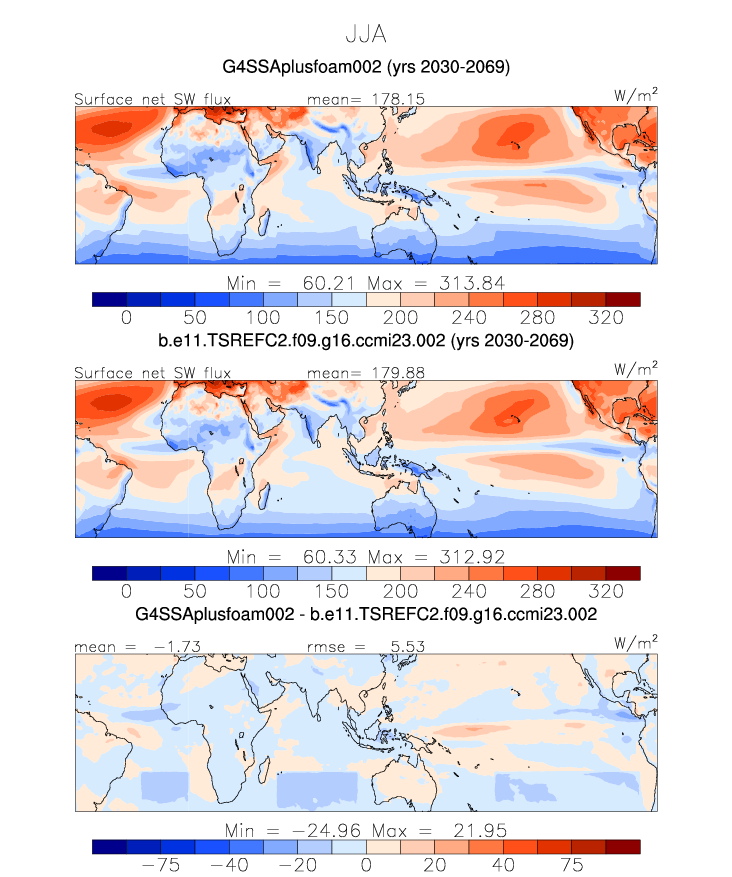 JJA
G4SSAplusfoam002 (yrs 2030-2069)
Surface net SW flux mean= 178.15 W/m²
Min = 60.21 Max = 313.84
0 50 100 150 200 240 280 320
b.e11.TSREFC2.f09.g16.ccmi23.002 (yrs 2030-2069)
Surface net SW flux mean= 179.88 W/m²
Min = 60.33 Max = 312.92
0 50 100 150 200 240 280 320
G4SSAplusfoam002 - b.e11.TSREFC2.f09.g16.ccmi23.002
mean = −1.73 rmse = 5.53 W/m²
Min = −24.96 Max = 21.95
−75 −40 −20 0 20 40 75